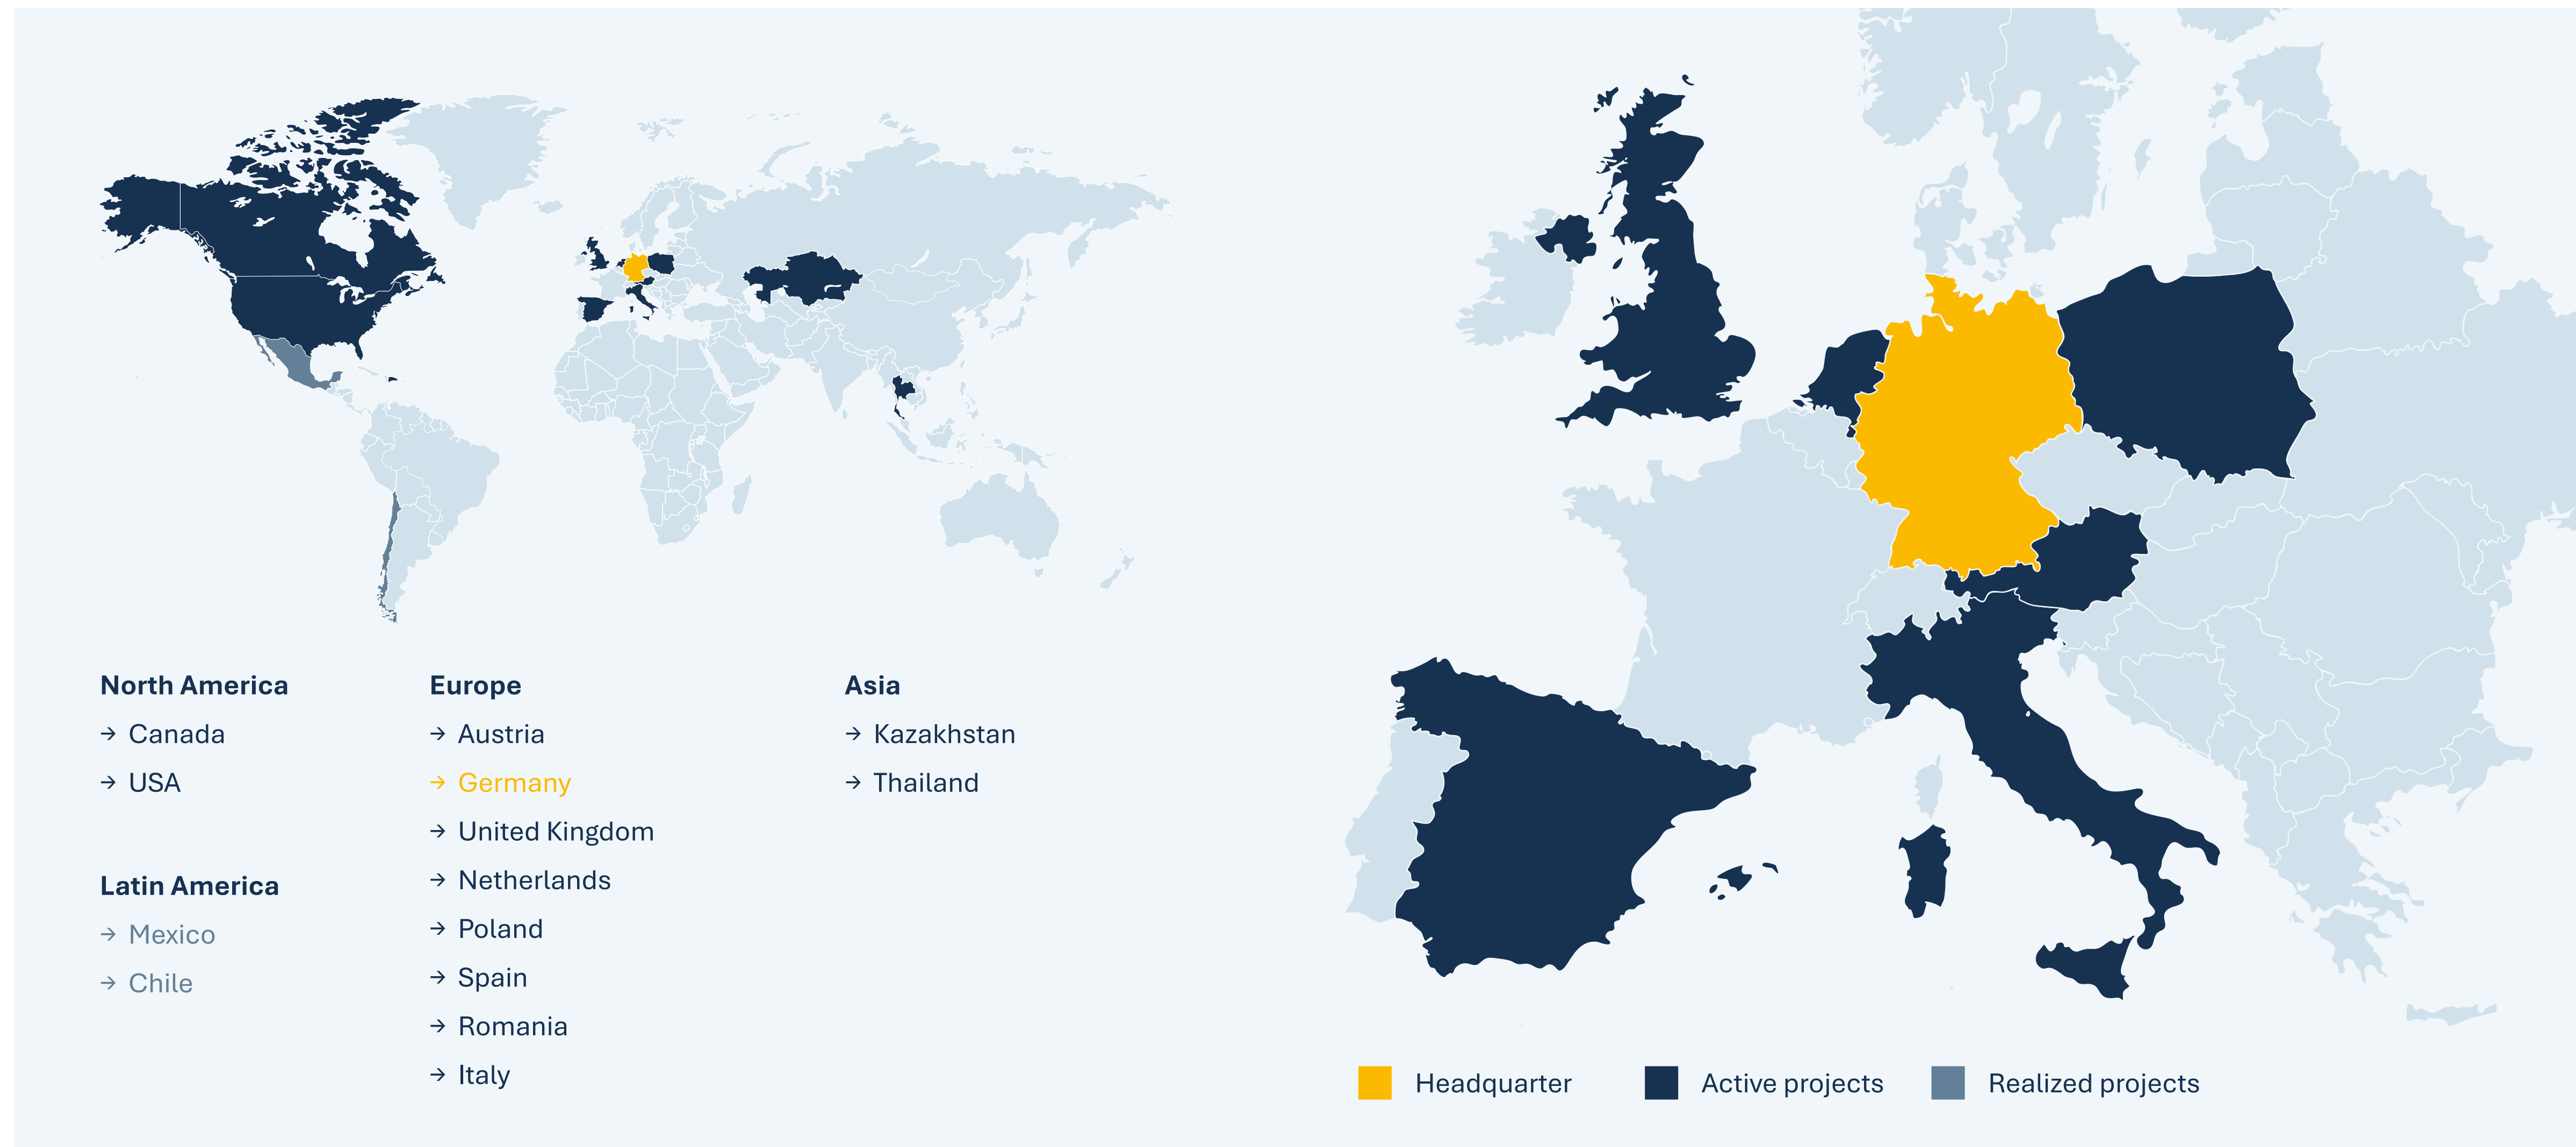 North America
→ Canada
→ USA
Latin America
→ Mexico
→ Chile
Europe
→ Austria
→ Germany
→ United Kingdom
→ Netherlands
→ Poland
→ Spain
→ Romania
→ Italy
Asia
→ Kazakhstan
→ Thailand
Headquarter
Active projects
Realized projects